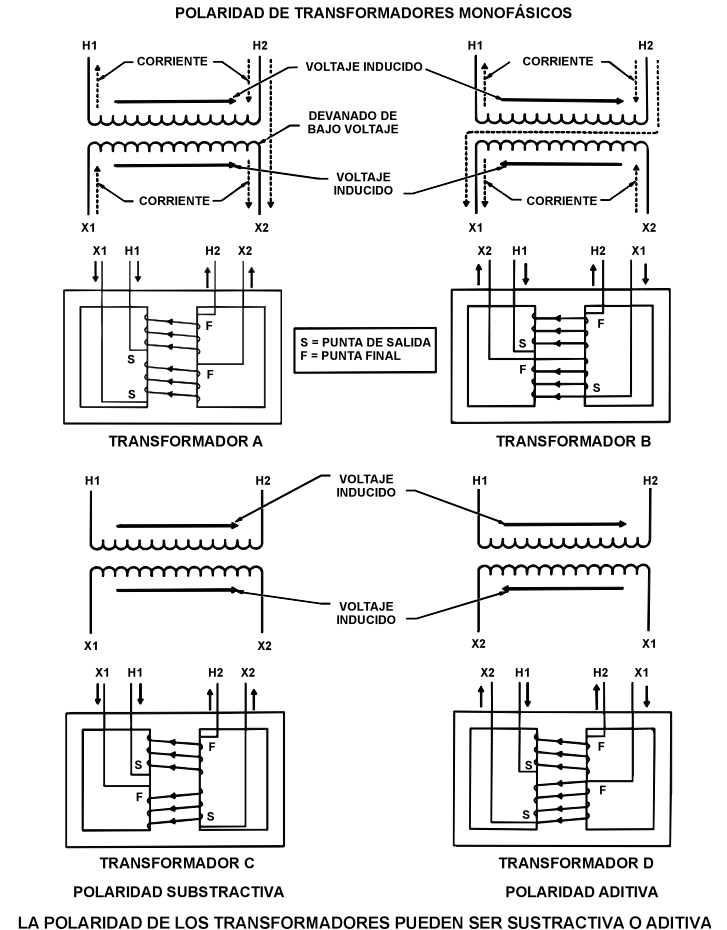 POLARIDAD DE TRANSFORMADORES MONOFÁSICOS
H1
H2
CORRIENTE
VOLTAJE INDUCIDO
H1
H2
CORRIENTE
DEVANADO DE
BAJO VOLTAJE
VOLTAJE
INDUCIDO
CORRIENTE
CORRIENTE
X1
X2
X1
X2
X1
H1
H2
X2
X2
H1
H2
X1
F
S
F
S
S = PUNTA DE SALIDA
F = PUNTA FINAL
F
S
F
S
TRANSFORMADOR A
TRANSFORMADOR B
H1
H2
VOLTAJE
INDUCIDO
H1
H2
VOLTAJE
INDUCIDO
X1
X2
X2
X1
X1
H1
H2
X2
X2
H1
H2
X1
F
S
F
S
F
S
F
S
TRANSFORMADOR C
TRANSFORMADOR D
POLARIDAD SUBSTRACTIVA
POLARIDAD ADITIVA
LA POLARIDAD DE LOS TRANSFORMADORES PUEDEN SER SUSTRACTIVA O ADITIVA